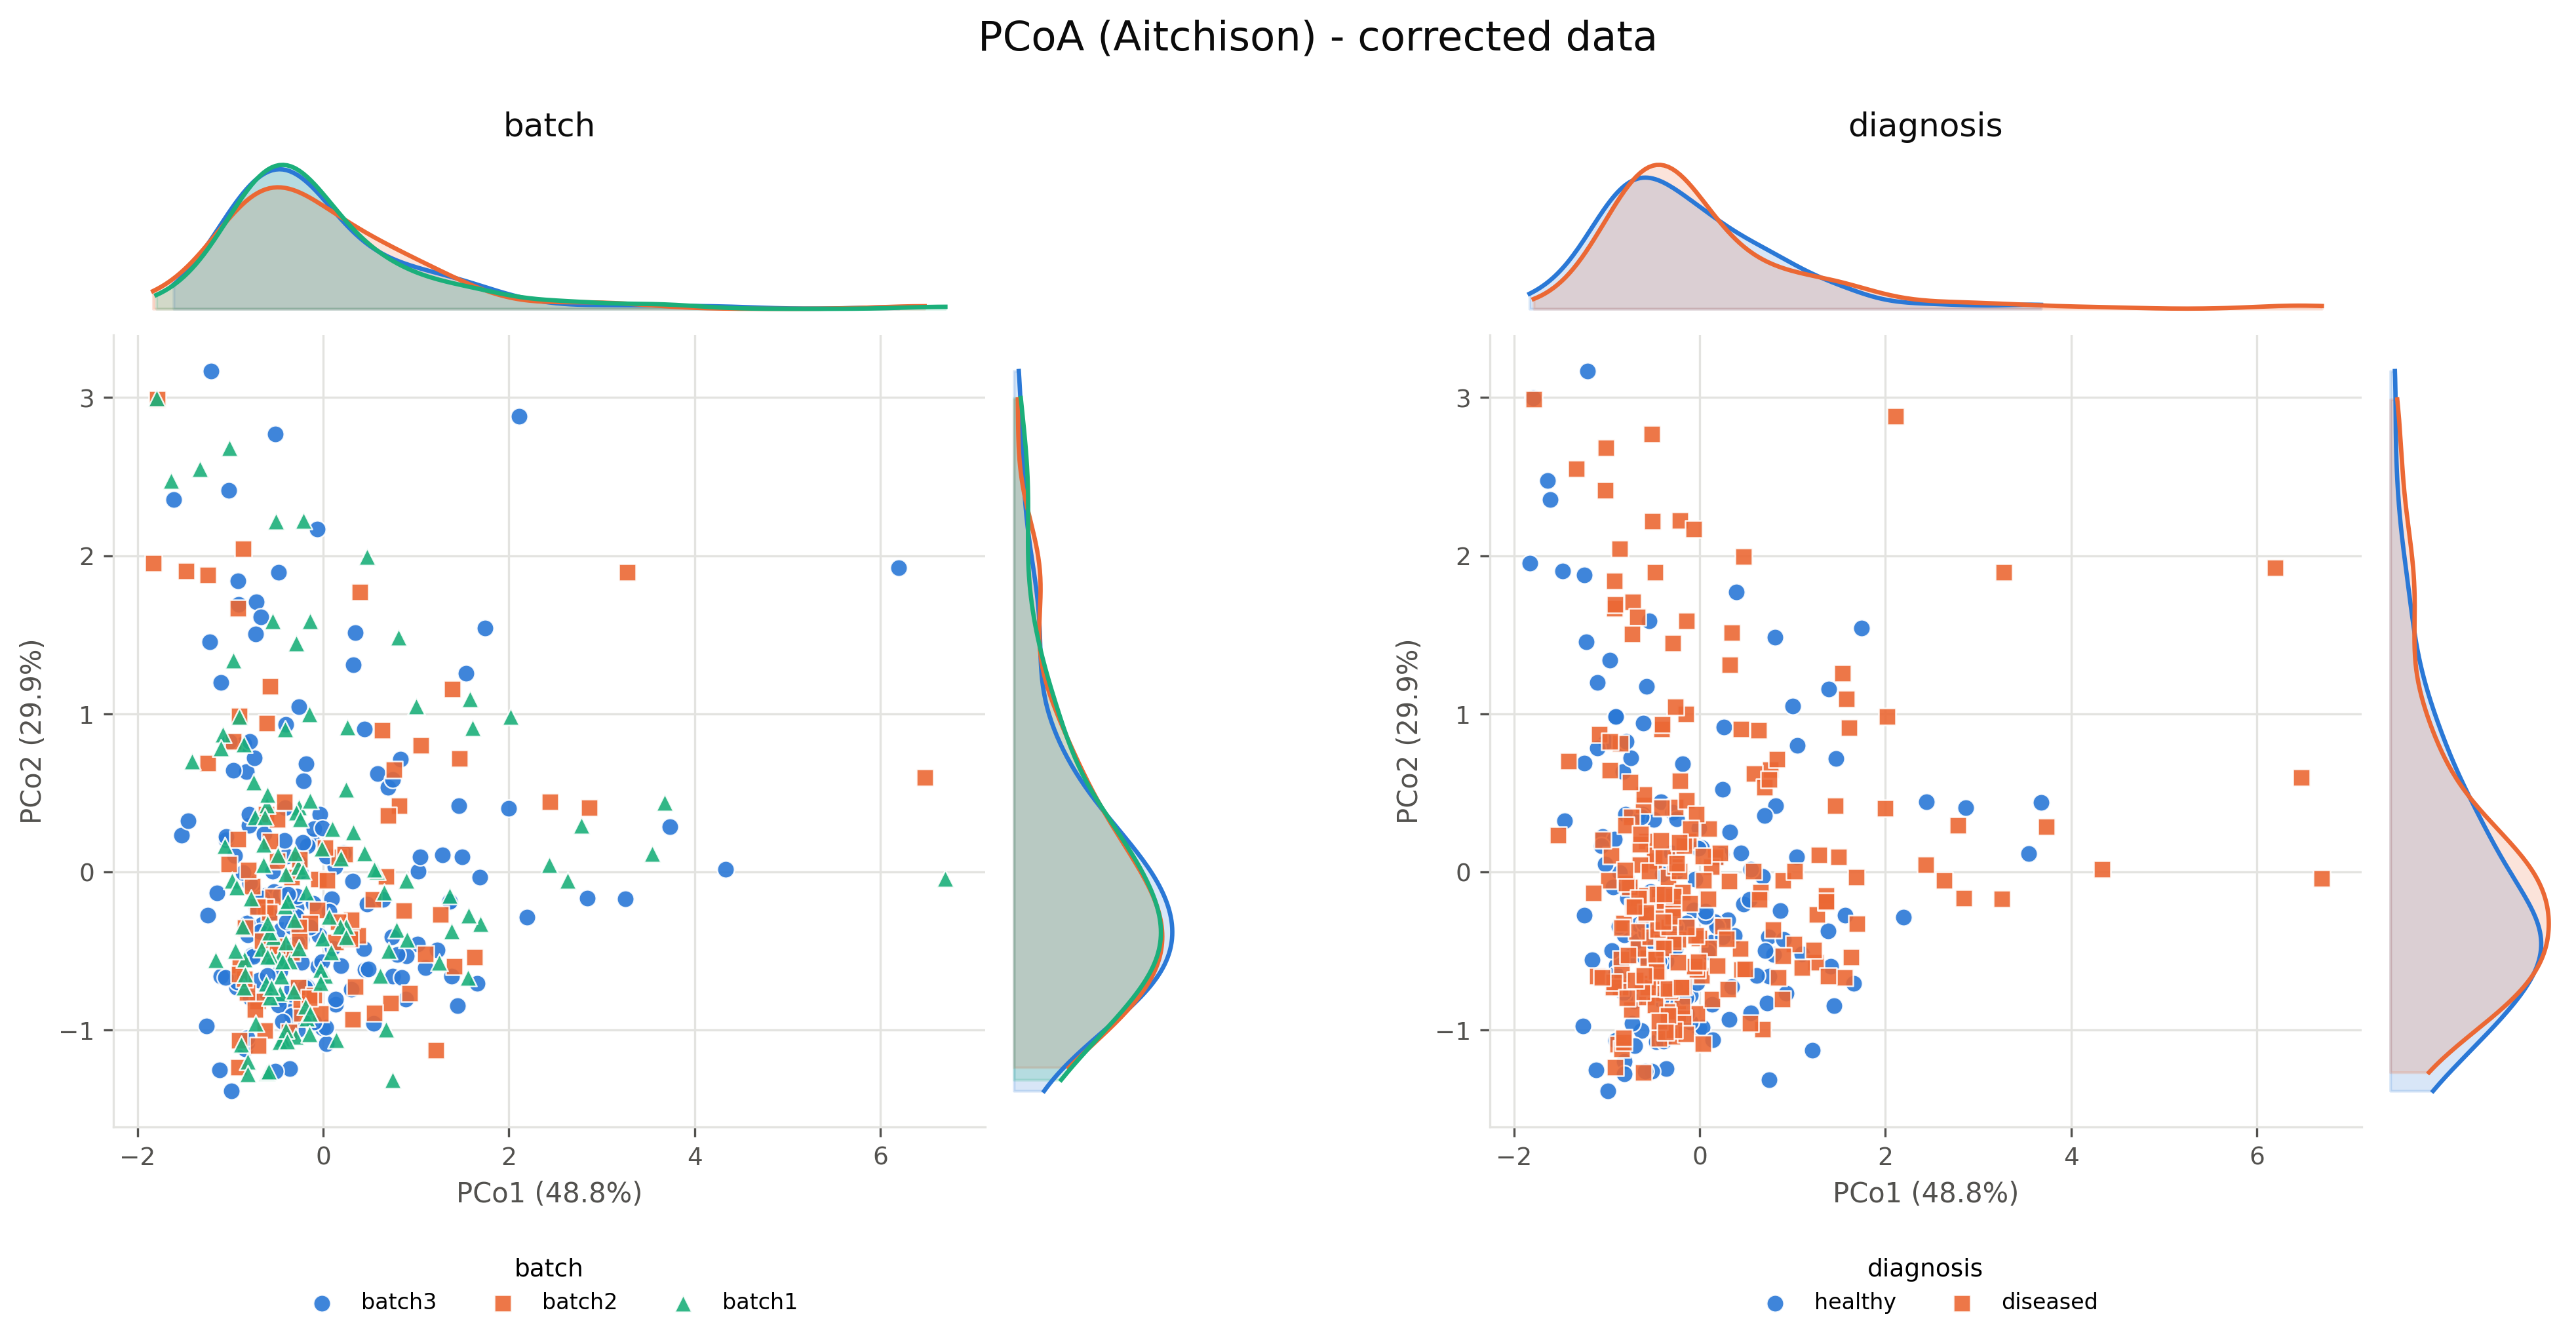 PCoA (Aitchison) - corrected data
batch
3
2
1
0
−1
−2
0
2
4
6
PCo2 (29.9%)
PCo1 (48.8%)
batch
batch3
batch2
batch1
diagnosis
3
2
1
0
−1
−2
0
2
4
6
PCo2 (29.9%)
PCo1 (48.8%)
diagnosis
healthy
diseased